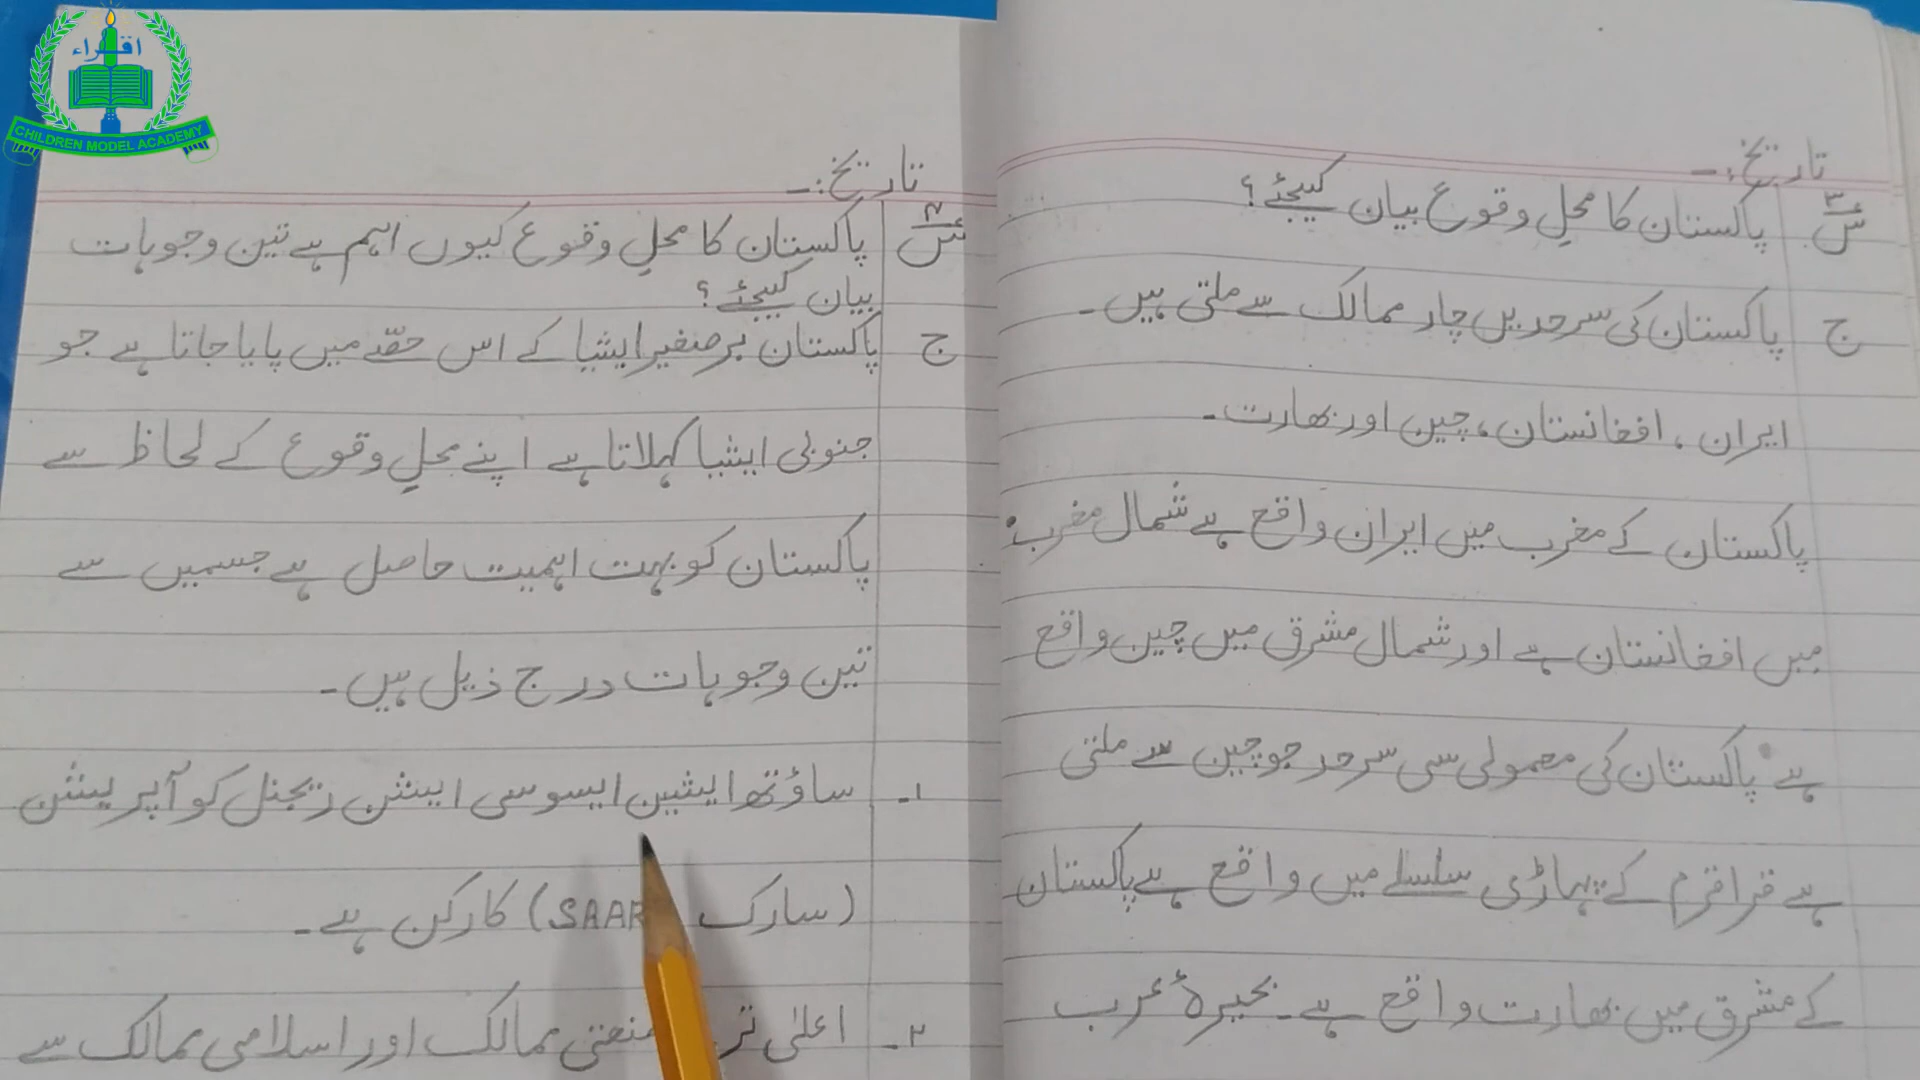 اقراء
CHILDREN MODEL ACADEMY
تاریخ:۔
س۳ پاکستان کا محلِ وقوع بیان کیجئے؟
ج پاکستان کی سرحدیں چار ممالک سے ملتی ہیں۔
ایران، افغانستان، چین اور بھارت۔
پاکستان کے مغرب میں ایران واقع ہے شمال مغرب
میں افغانستان ہے اور شمال مشرق میں چین واقع
ہے پاکستان کی معمولی سی سرحد جو چین سے ملتی
ہے قراقرم کے پہاڑی سلسلے میں واقع ہے پاکستان
کے مشرق میں بھارت واقع ہے۔ بحیرۂ عرب
تاریخ:۔
س۴ پاکستان کا محلِ وقوع کیوں اہم ہے تین وجوہات
بیان کیجئے؟
ج پاکستان برصغیر ایشیا کے اس حصّے میں پایا جاتا ہے جو
جنوبی ایشیا کہلاتا ہے اپنے محلِ وقوع کے لحاظ سے
پاکستان کو بہت اہمیت حاصل ہے جسمیں سے
تین وجوہات درج ذیل ہیں۔
۱۔ ساؤتھ ایشین ایسوسی ایشن ریجنل کوآپریشن
(سارک SAAR) کا رکن ہے۔
۲۔ اعلیٰ ممالک اور اسلامی ممالک سے